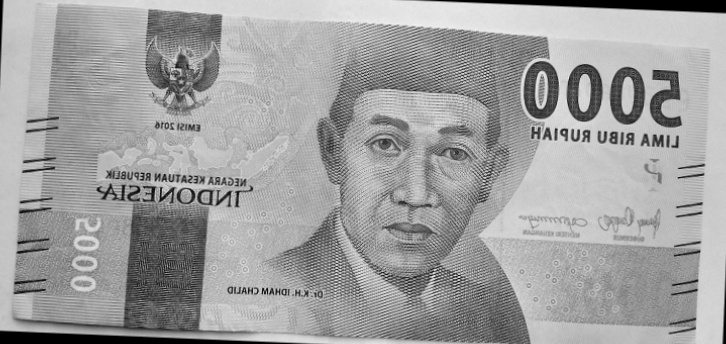 5000
LIMA RIBU RUPIAH
EMISI 2016
NEGARA KESATUAN REPUBLIK
INDONESIA
GUBERNUR
MENTERI KEUANGAN
5000
Dr. K.H. IDHAM CHALID